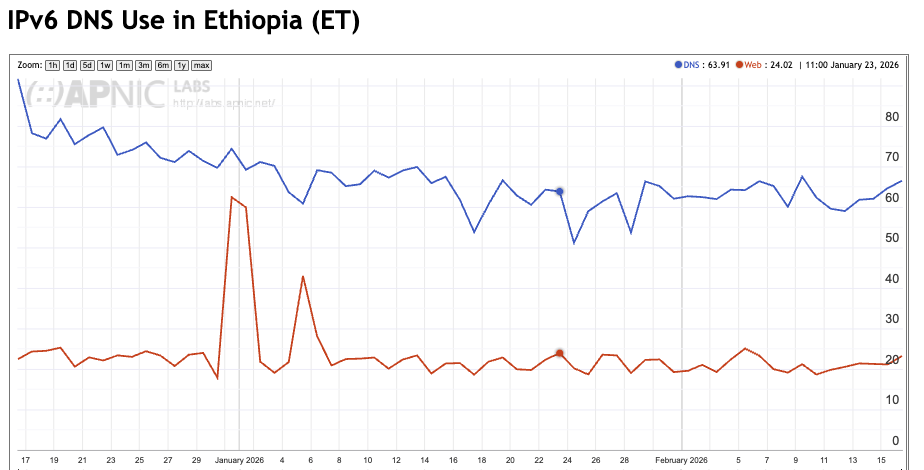 IPv6 DNS Use in Ethiopia (ET)
Zoom: 1h 1d 5d 1w 1m 3m 6m 1y max DNS : 63.91 Web : 24.02 | 11:00 January 23, 2026
(::) APNIC LABS
http://labs.apnic.net/
80
70
60
50
40
30
20
10
0
17 19 21 23 25 27 29 January 2026 4 6 8 10 12 14 16 18 20 22 24 26 28 February 2026 5 7 9 11 13 15